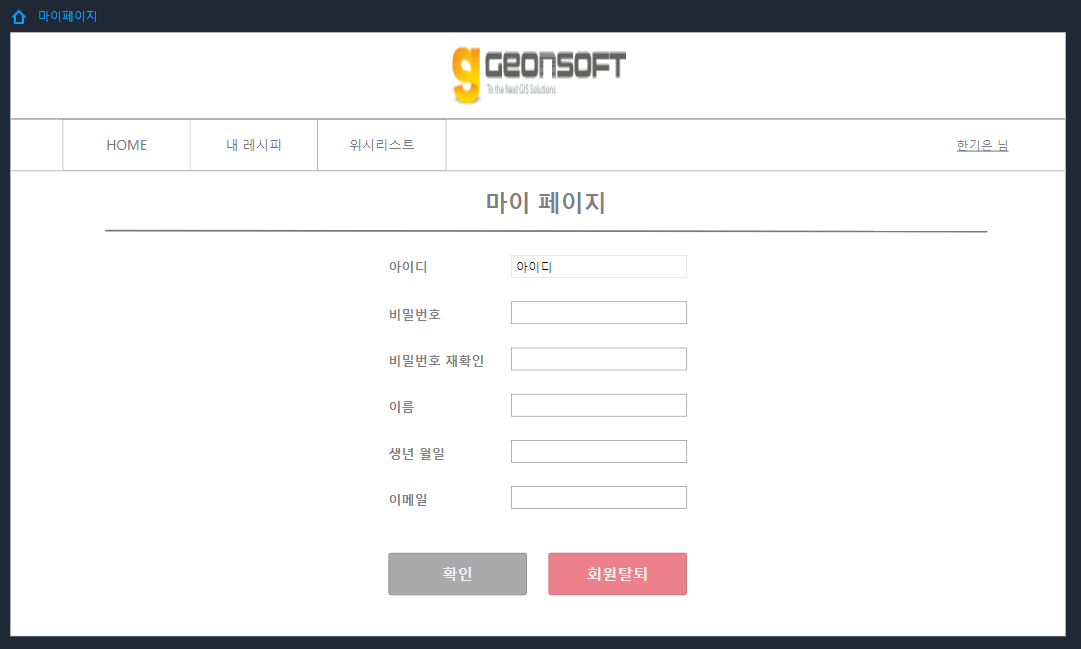 마이페이지
g GEONSOFT
To the Next GIS Solutions
HOME 내 레시피 위시리스트 한기은 님
마이 페이지
아이디 아이디
비밀번호
비밀번호 재확인
이름
생년 월일
이메일
확인 회원탈퇴